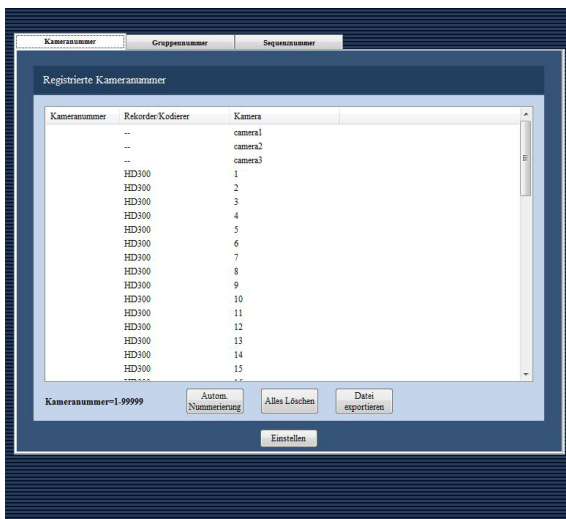 Kameranummer Gruppennummer Sequenznummer
Registrierte Kameranummer
Kameranummer Rekorder/Kodierer Kamera
-- camera1
-- camera2
-- camera3
HD300 1
HD300 2
HD300 3
HD300 4
HD300 5
HD300 6
HD300 7
HD300 8
HD300 9
HD300 10
HD300 11
HD300 12
HD300 13
HD300 14
HD300 15
Kameranummer=1-99999
Autom. Nummerierung
Alles Löschen
Datei exportieren
Einstellen